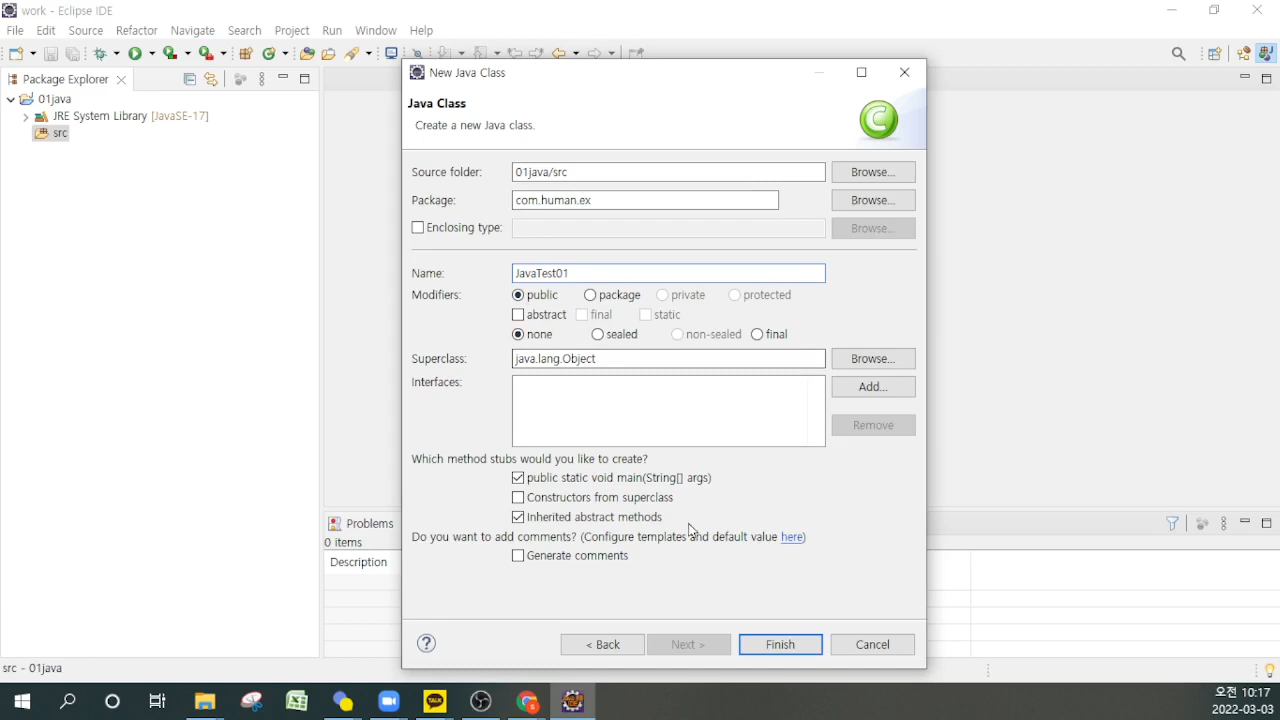 work - Eclipse IDE
File Edit Source Refactor Navigate Search Project Run Window Help
Package Explorer
01java
JRE System Library [JavaSE-17]
src
New Java Class
Java Class
Create a new Java class.
Source folder: 01java/src Browse...
Package: com.human.ex Browse...
Enclosing type: Browse...
Name: JavaTest01
Modifiers: public package private protected
abstract final static
none sealed non-sealed final
Superclass: java.lang.Object Browse...
Interfaces: Add...
Remove
Which method stubs would you like to create?
public static void main(String[] args)
Constructors from superclass
Inherited abstract methods
Do you want to add comments? (Configure templates and default value here)
Generate comments
< Back Next > Finish Cancel
Problems
0 items
Description
src - 01java
TALK
오전 10:17
2022-03-03